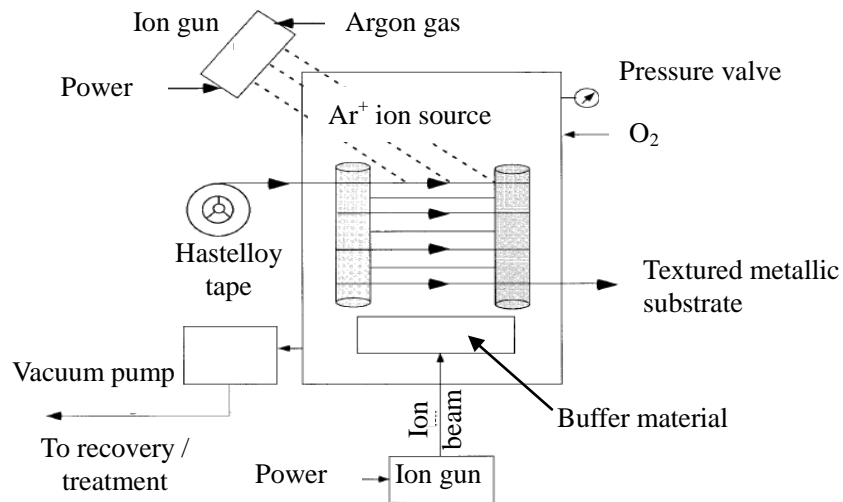 Ion gun
Argon gas
Power
Pressure valve
Ar⁺ ion source
O₂
Hastelloy
tape
Textured metallic
substrate
Vacuum pump
Ion
beam
Buffer material
To recovery /
treatment
Power
Ion gun